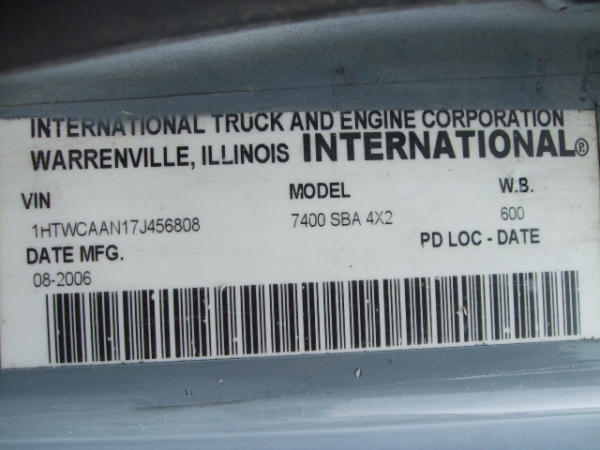 INTERNATIONAL TRUCK AND ENGINE CORPORATION
WARRENVILLE, ILLINOIS INTERNATIONAL®
VIN MODEL W.B.
1HTWCAAN17J456808 7400 SBA 4X2 600
DATE MFG. PD LOC - DATE
08-2006